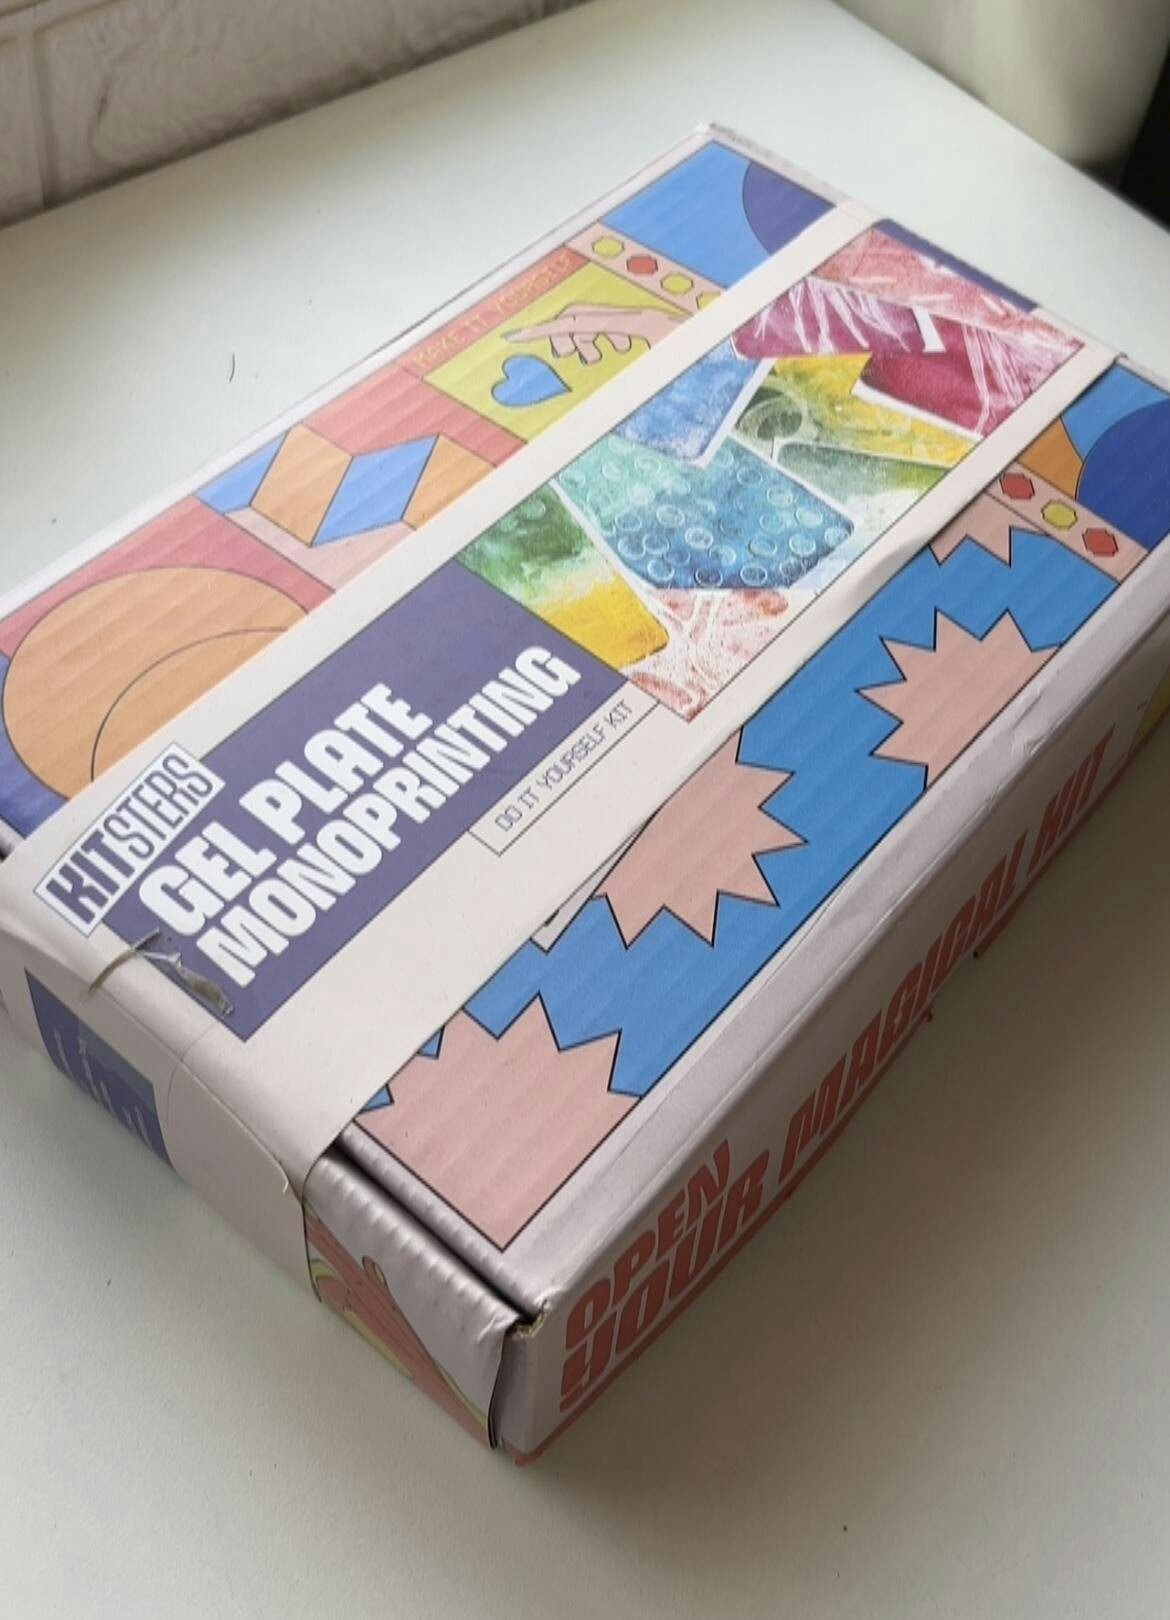 MAKE IT YOURSELF
KITSTERS
GEL PLATE
MONOPRINTING
DO IT YOURSELF KIT
OPEN
YOUR MAGICAL KIT